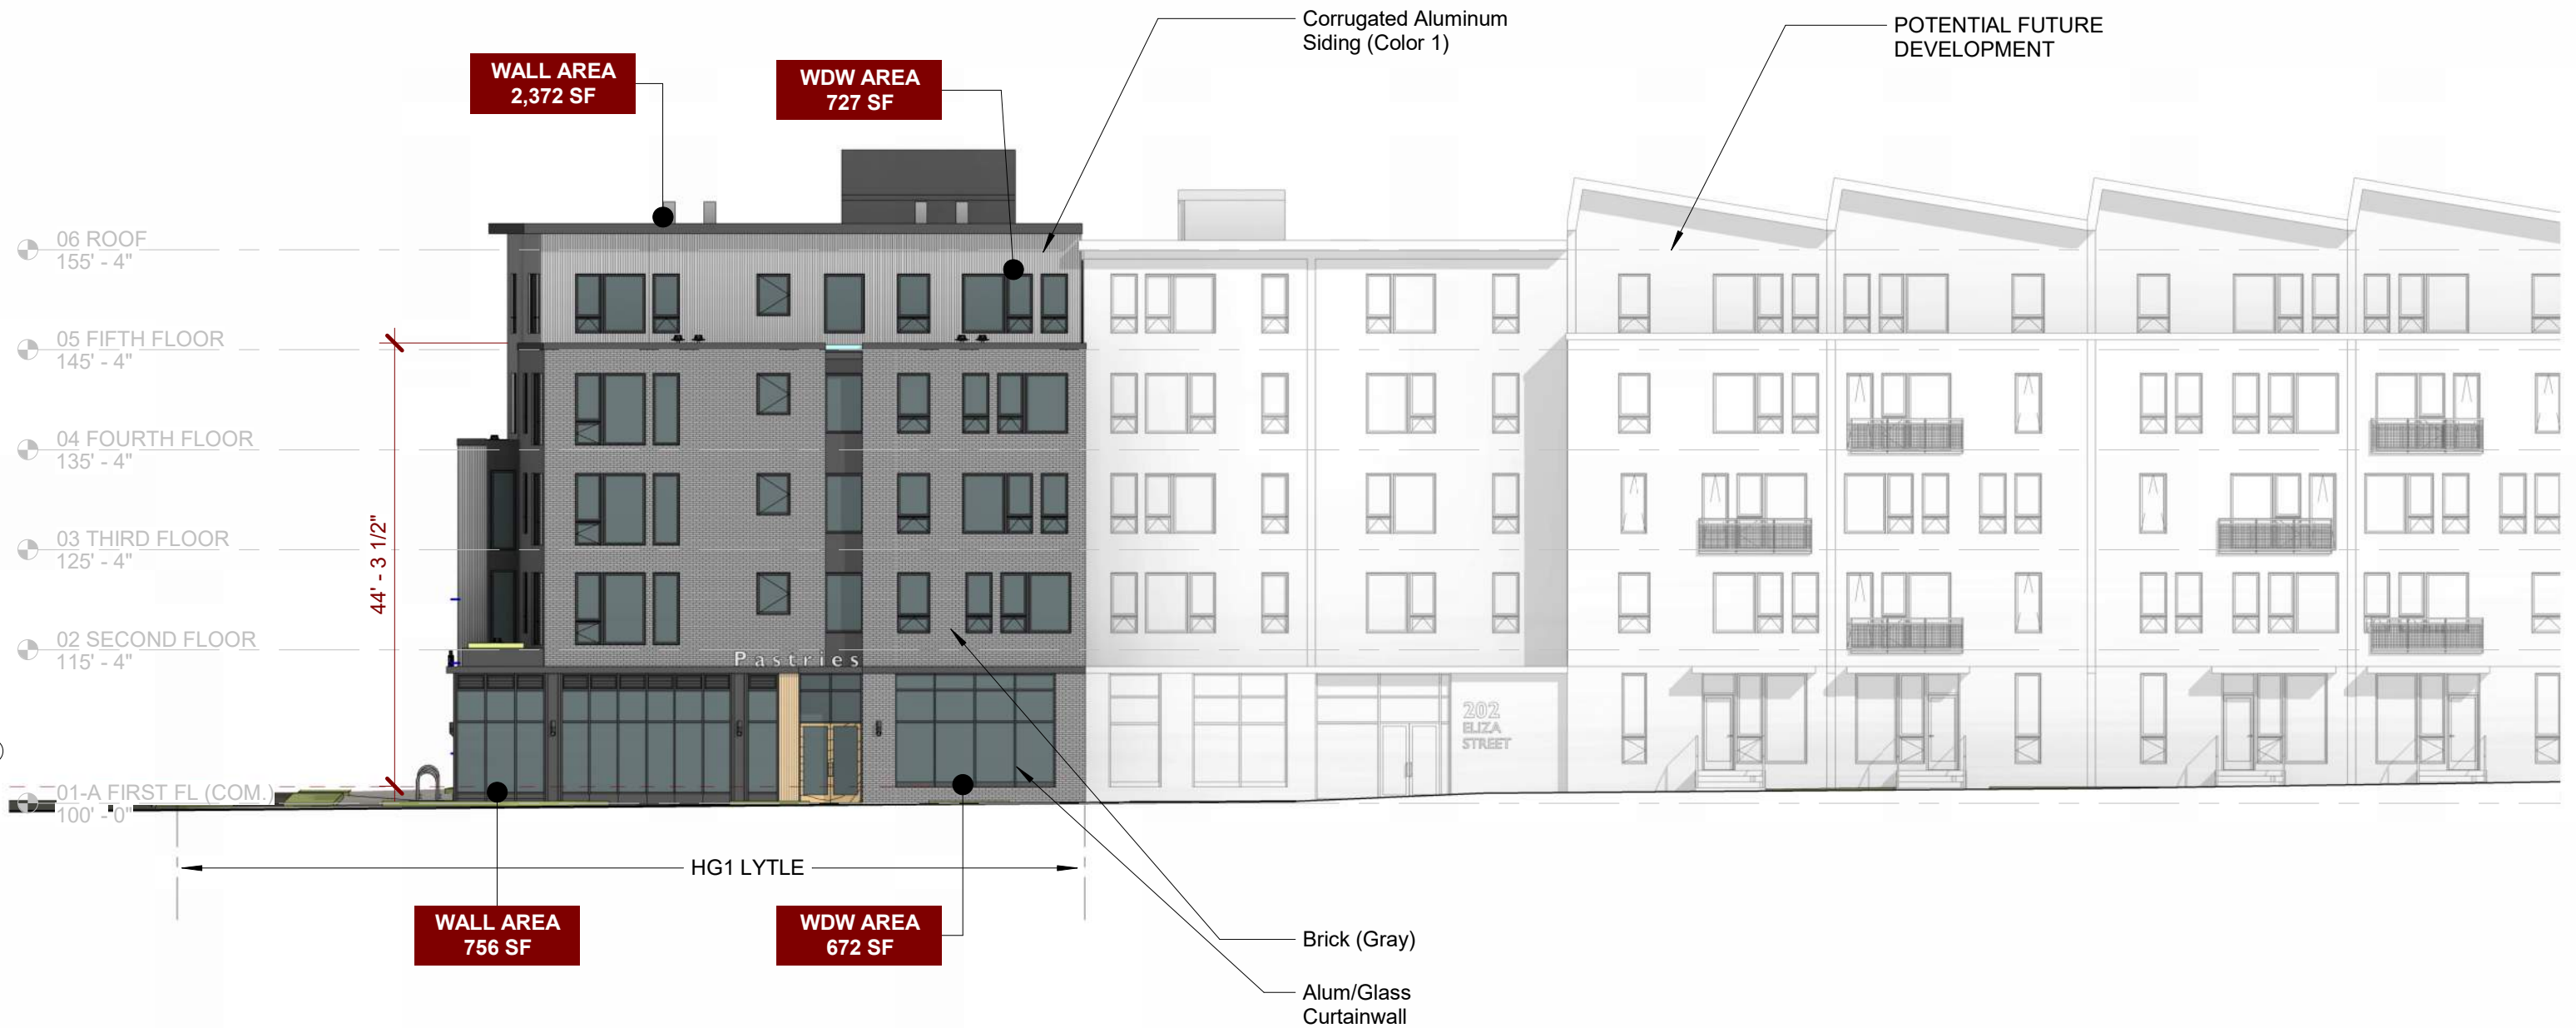 Corrugated Aluminum
Siding (Color 1)
POTENTIAL FUTURE
DEVELOPMENT
WALL AREA
2,372 SF
WDW AREA
727 SF
06 ROOF
155' - 4"
05 FIFTH FLOOR
145' - 4"
04 FOURTH FLOOR
135' - 4"
03 THIRD FLOOR
125' - 4"
44' - 3 1/2"
02 SECOND FLOOR
115' - 4"
Pastries
202
ELIZA
STREET
)
01-A FIRST FL (COM.)
100' - 0"
HG1 LYTLE
WALL AREA
756 SF
WDW AREA
672 SF
Brick (Gray)
Alum/Glass
Curtainwall